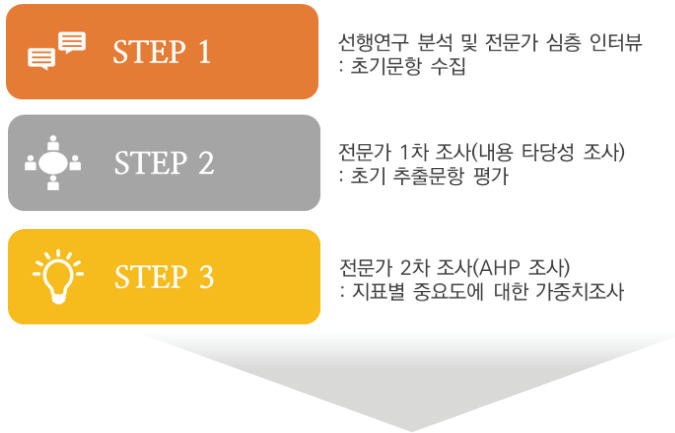 STEP 1
선행연구 분석 및 전문가 심층 인터뷰
: 초기문항 수집
STEP 2
전문가 1차 조사(내용 타당성 조사)
: 초기 추출문항 평가
STEP 3
전문가 2차 조사(AHP 조사)
: 지표별 중요도에 대한 가중치조사